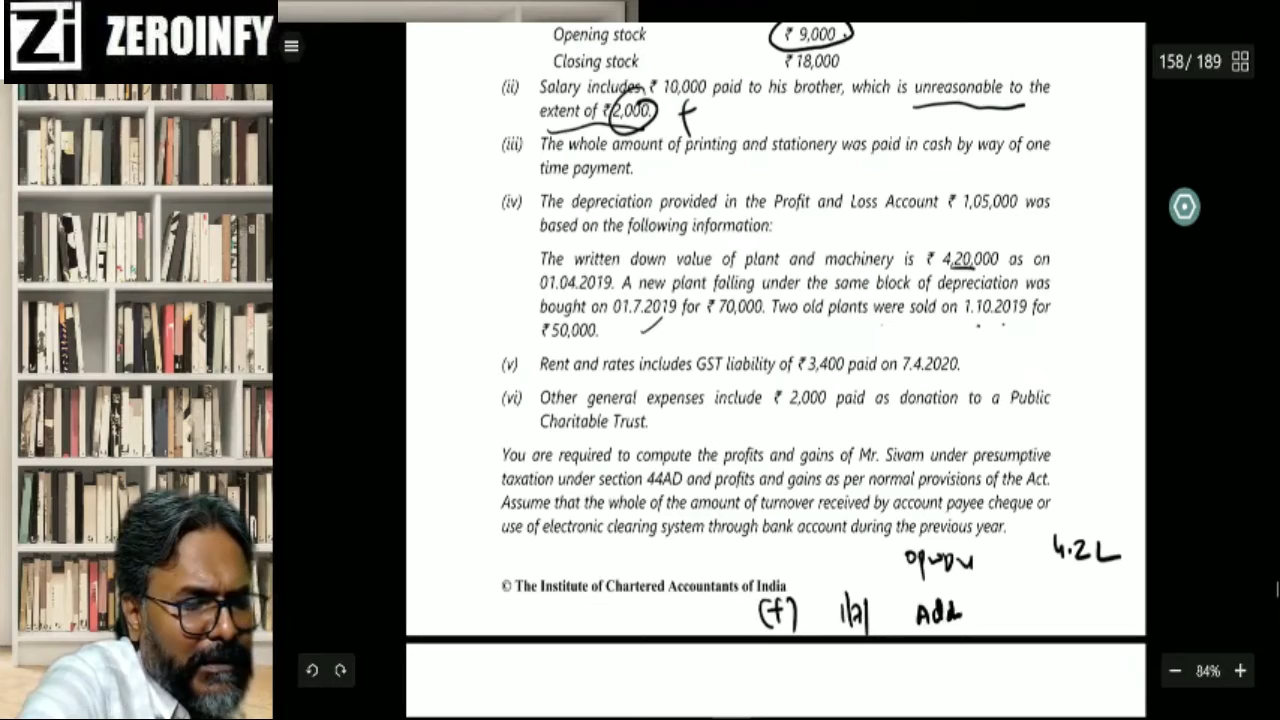 Zi ZEROINFY
158/ 189
Opening stock ₹ 9,000
Closing stock ₹ 18,000
(ii) Salary includes ₹ 10,000 paid to his brother, which is unreasonable to the
extent of ₹ 2,000.
(iii) The whole amount of printing and stationery was paid in cash by way of one
time payment.
(iv) The depreciation provided in the Profit and Loss Account ₹ 1,05,000 was
based on the following information:
The written down value of plant and machinery is ₹ 4,20,000 as on
01.04.2019. A new plant falling under the same block of depreciation was
bought on 01.7.2019 for ₹ 70,000. Two old plants were sold on 1.10.2019 for
₹ 50,000.
(v) Rent and rates includes GST liability of ₹ 3,400 paid on 7.4.2020.
(vi) Other general expenses include ₹ 2,000 paid as donation to a Public
Charitable Trust.
You are required to compute the profits and gains of Mr. Sivam under presumptive
taxation under section 44AD and profits and gains as per normal provisions of the Act.
Assume that the whole of the amount of turnover received by account payee cheque or
use of electronic clearing system through bank account during the previous year.
4.2 L
© The Institute of Chartered Accountants of India
(+) 1/7/ Add
84%